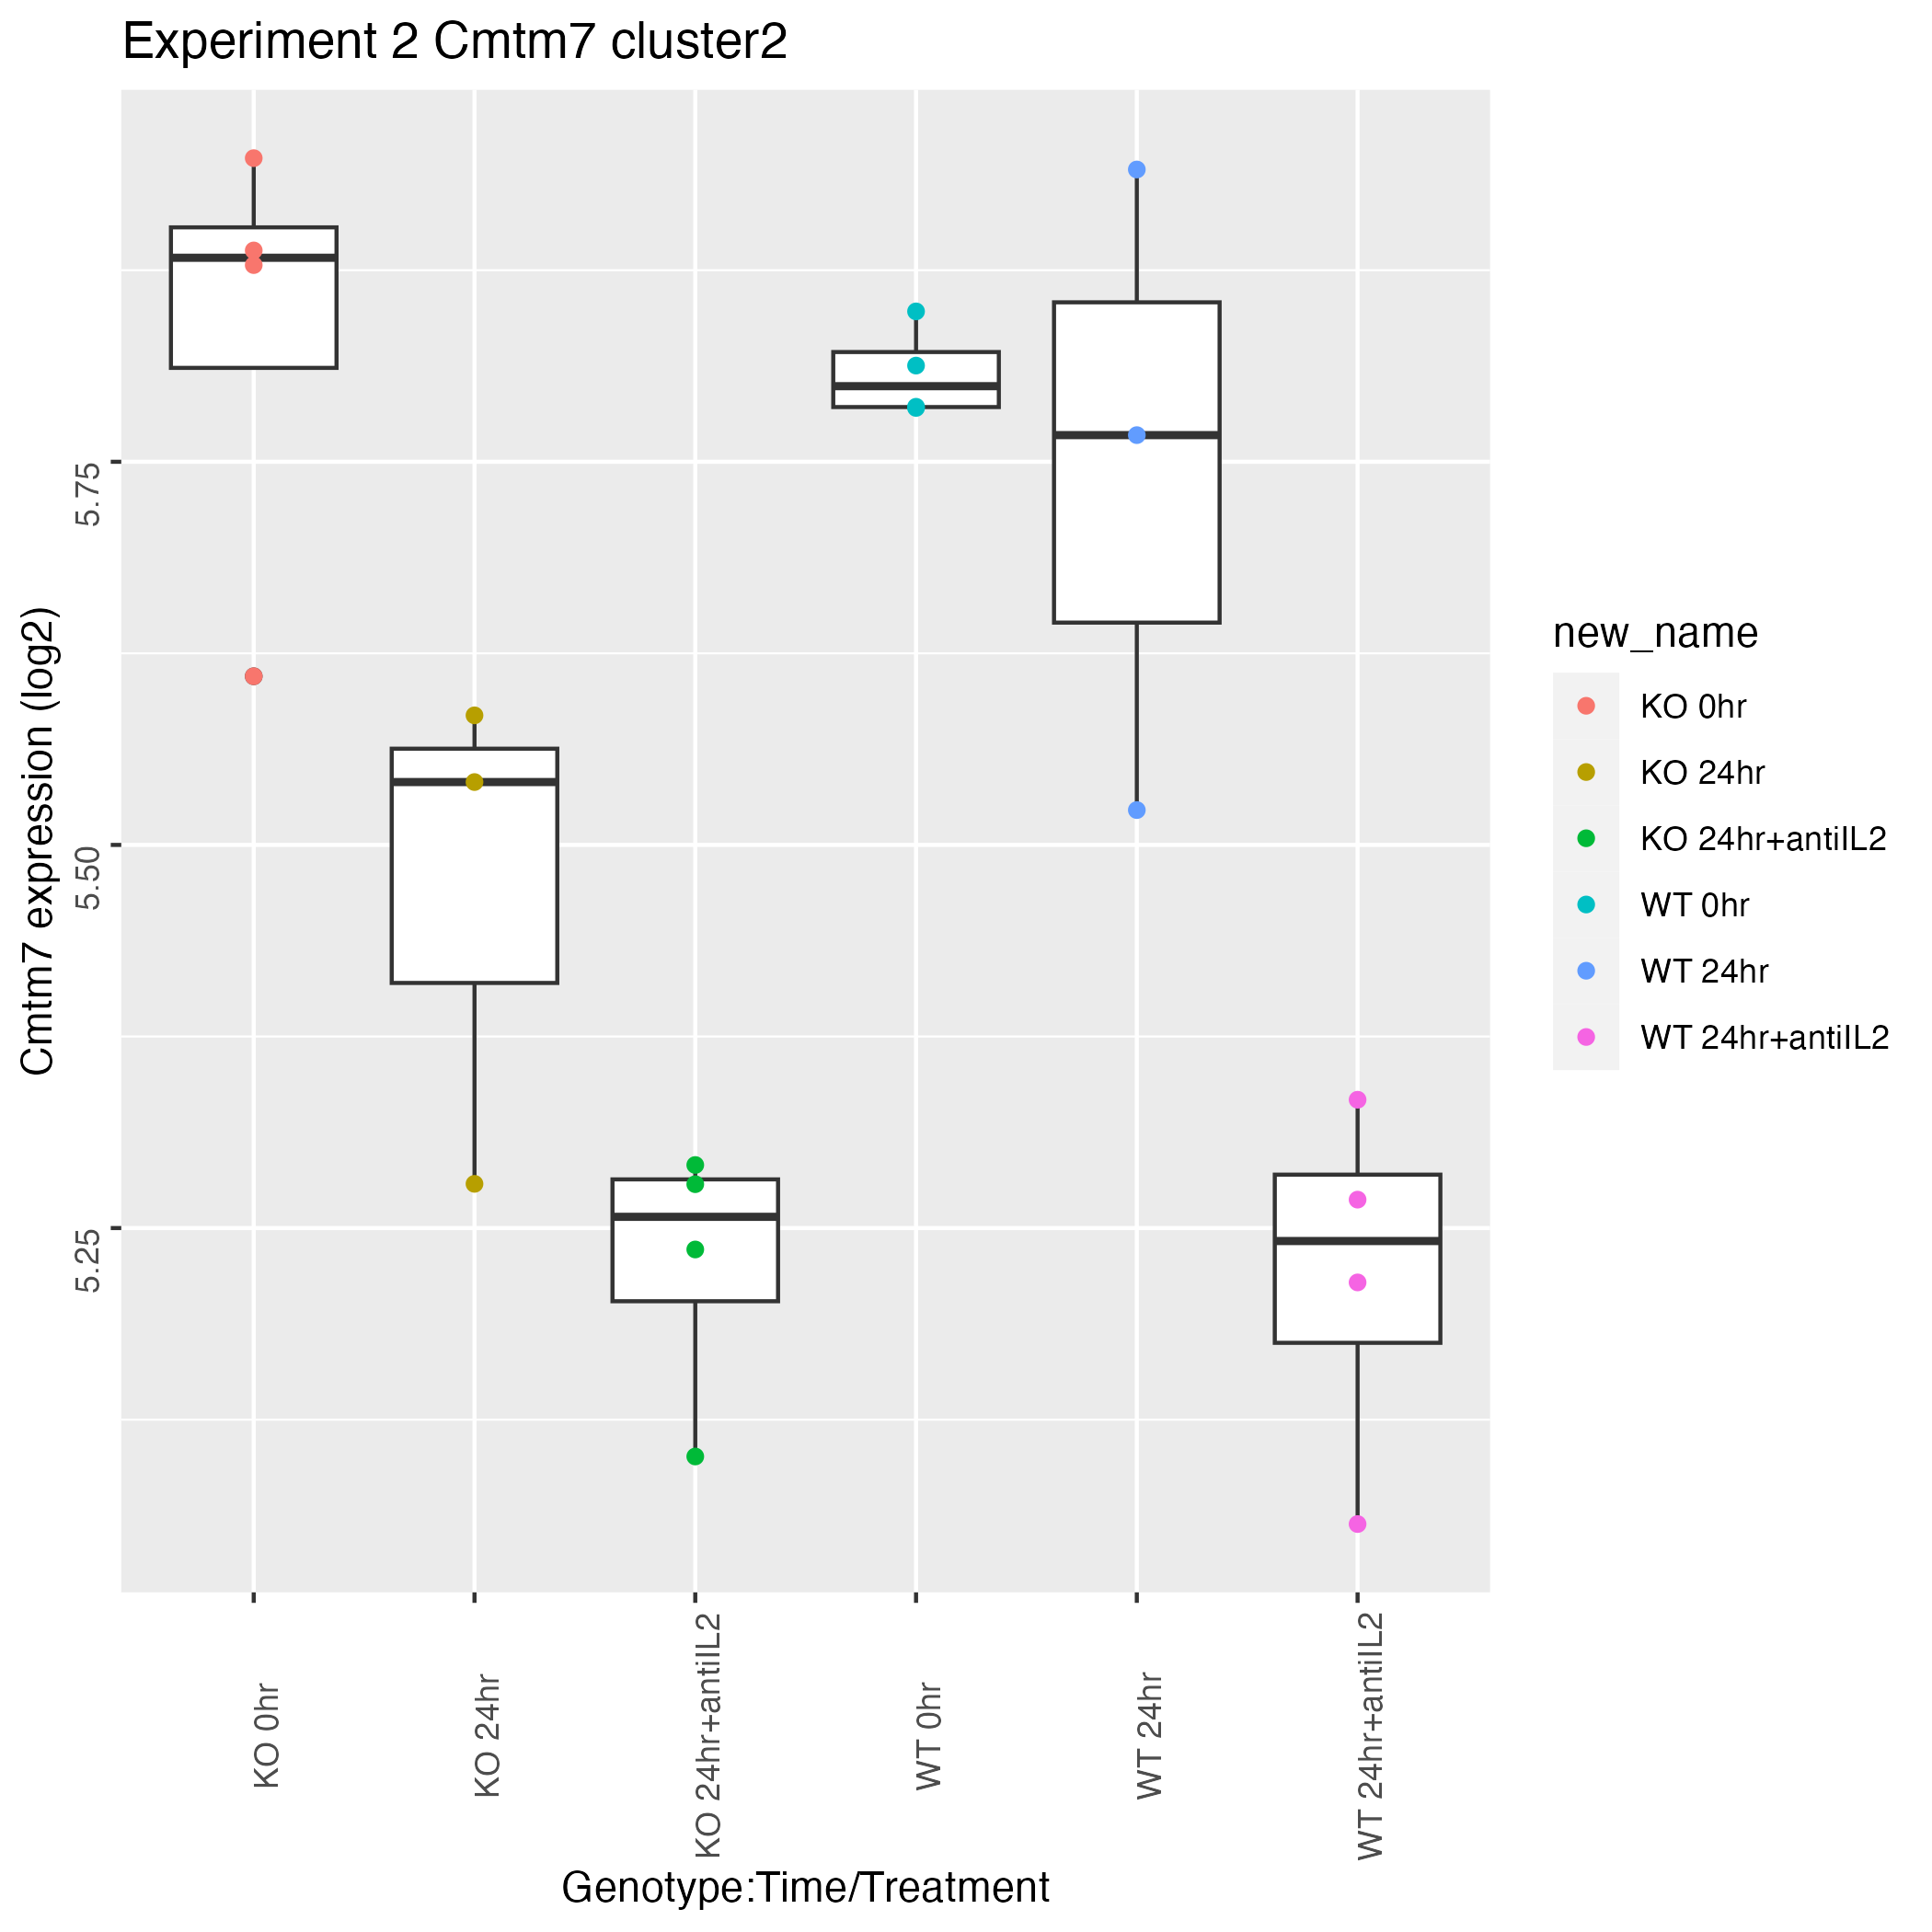 Experiment 2 Cmtm7 cluster2
Cmtm7 expression (log2)
5.75
5.50
5.25
KO 0hr
KO 24hr
KO 24hr+antiIL2
WT 0hr
WT 24hr
WT 24hr+antiIL2
Genotype:Time/Treatment
new_name
KO 0hr
KO 24hr
KO 24hr+antiIL2
WT 0hr
WT 24hr
WT 24hr+antiIL2